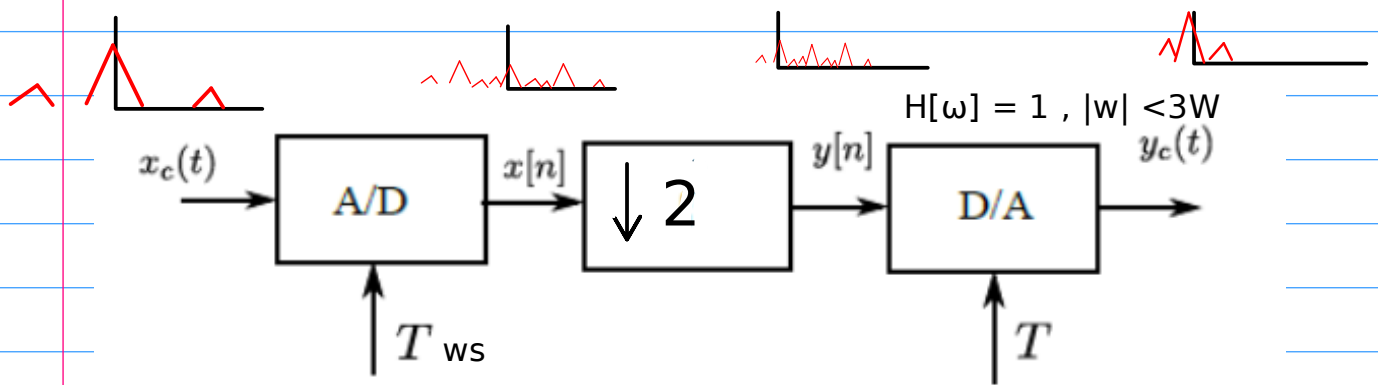 H[ω] = 1 , |w| <3W
x_c(t) A/D x[n] ↓ 2 y[n] D/A y_c(t)
T ws T